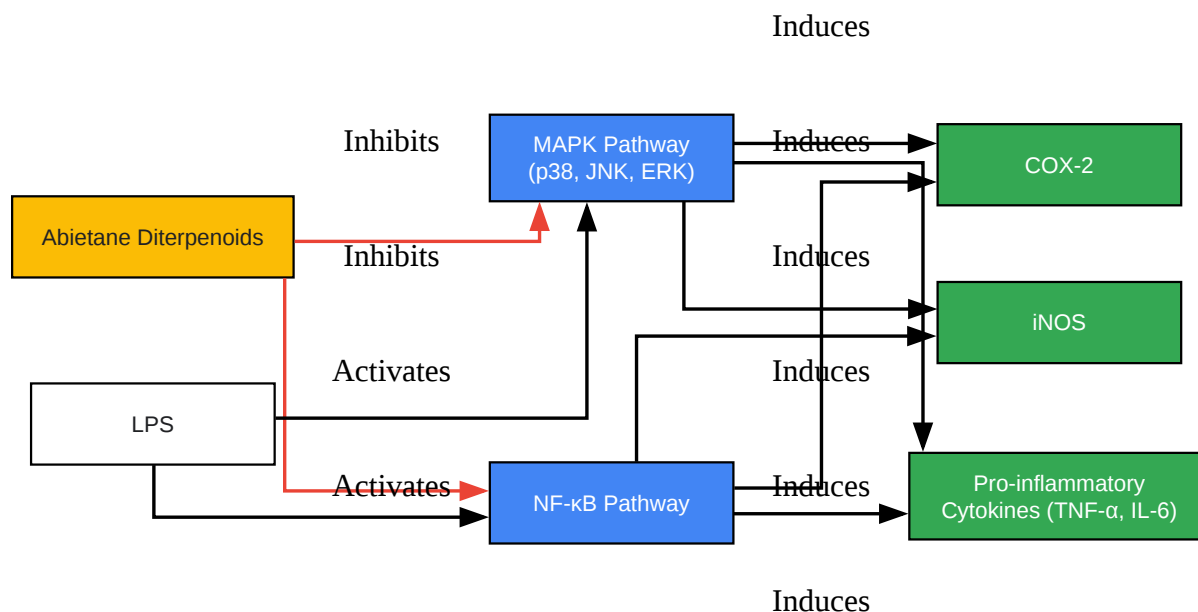 Induces
Inhibits
MAPK Pathway
(p38, JNK, ERK)
Induces
COX-2
Abietane Diterpenoids
Inhibits
Induces
iNOS
Activates
Induces
LPS
Activates
NF-κB Pathway
Induces
Pro-inflammatory
Cytokines (TNF-α, IL-6)
Induces